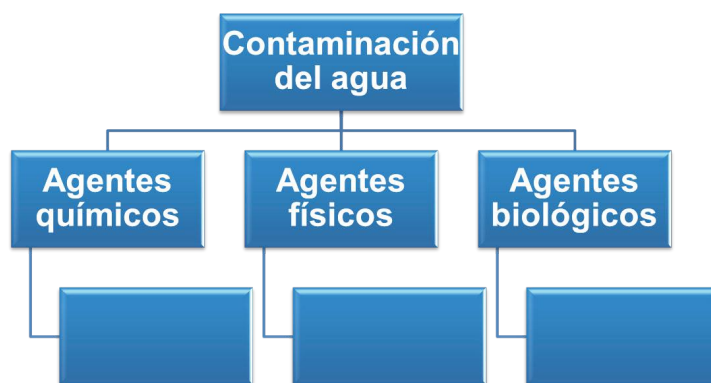 Contaminación
del agua
Agentes
químicos
Agentes
físicos
Agentes
biológicos